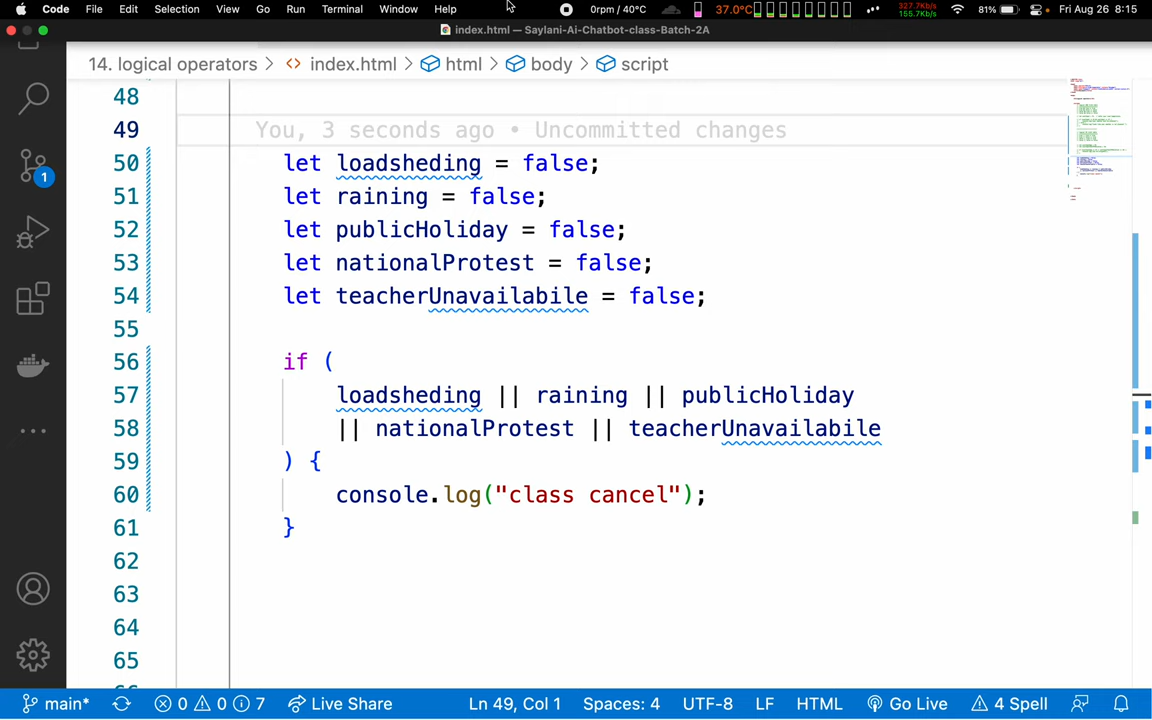 Code File Edit Selection View Go Run Terminal Window Help 0rpm / 40°C 37.0°C 327.7Kb/s 155.7Kb/s 81% Fri Aug 26 8:15
index.html — Saylani-Ai-Chatbot-class-Batch-2A
14. logical operators > <> index.html > html > body > script
48
49 You, 3 seconds ago • Uncommitted changes
50 let loadsheding = false;
51 let raining = false;
52 let publicHoliday = false;
53 let nationalProtest = false;
54 let teacherUnavailabile = false;
55
56 if (
57 loadsheding || raining || publicHoliday
58 || nationalProtest || teacherUnavailabile
59 ) {
60 console.log("class cancel");
61 }
62
63
64
65
1
main* 0 0 7 Live Share Ln 49, Col 1 Spaces: 4 UTF-8 LF HTML Go Live 4 Spell